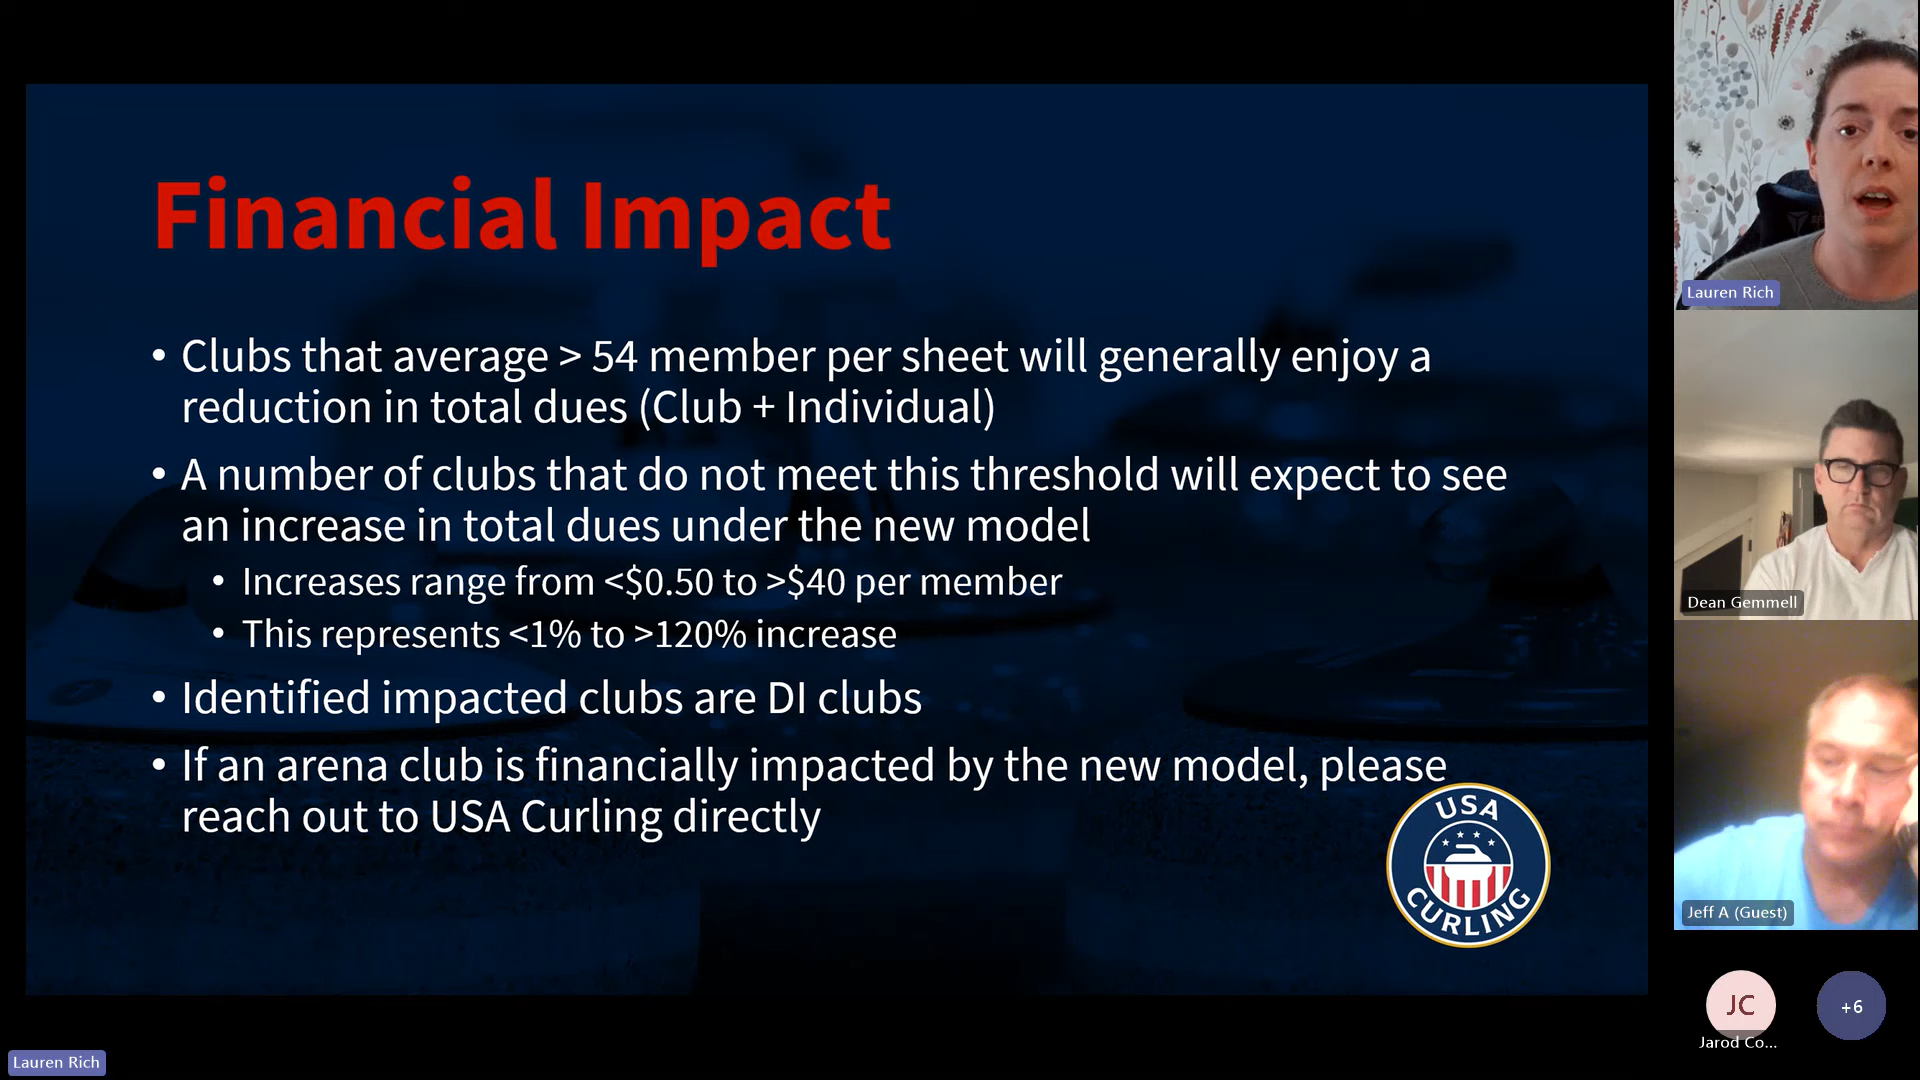 Financial Impact
• Clubs that average > 54 member per sheet will generally enjoy a
reduction in total dues (Club + Individual)
• A number of clubs that do not meet this threshold will expect to see
an increase in total dues under the new model
• Increases range from <$0.50 to >$40 per member
• This represents <1% to >120% increase
• Identified impacted clubs are DI clubs
• If an arena club is financially impacted by the new model, please
reach out to USA Curling directly
USA
CURLING
Lauren Rich
Dean Gemmell
Jeff A (Guest)
JC
Jarod Co...
+6
Lauren Rich